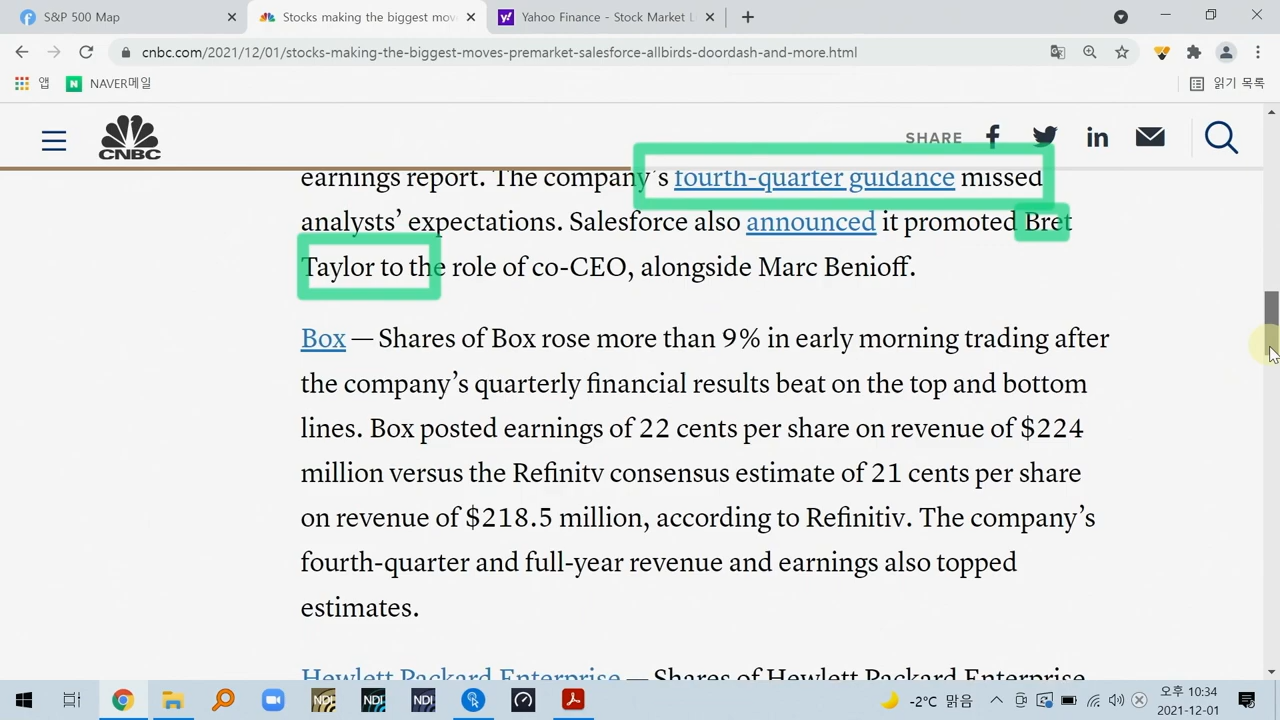 S&P 500 Map
Stocks making the biggest move
Yahoo Finance - Stock Market L
cnbc.com/2021/12/01/stocks-making-the-biggest-moves-premarket-salesforce-allbirds-doordash-and-more.html
앱
N
NAVER메일
읽기 목록
CNBC
SHARE
earnings report. The company's fourth-quarter guidance missed
analysts’ expectations. Salesforce also announced it promoted Bret
Taylor to the role of co-CEO, alongside Marc Benioff.
Box — Shares of Box rose more than 9% in early morning trading after
the company’s quarterly financial results beat on the top and bottom
lines. Box posted earnings of 22 cents per share on revenue of $224
million versus the Refinitv consensus estimate of 21 cents per share
on revenue of $218.5 million, according to Refinitiv. The company’s
fourth-quarter and full-year revenue and earnings also topped
estimates.
Hewlett Packard Enterprise — Shares of Hewlett Packard Enterprise
NDI
NDI
NDI
-2°C 맑음
오후 10:34
2021-12-01